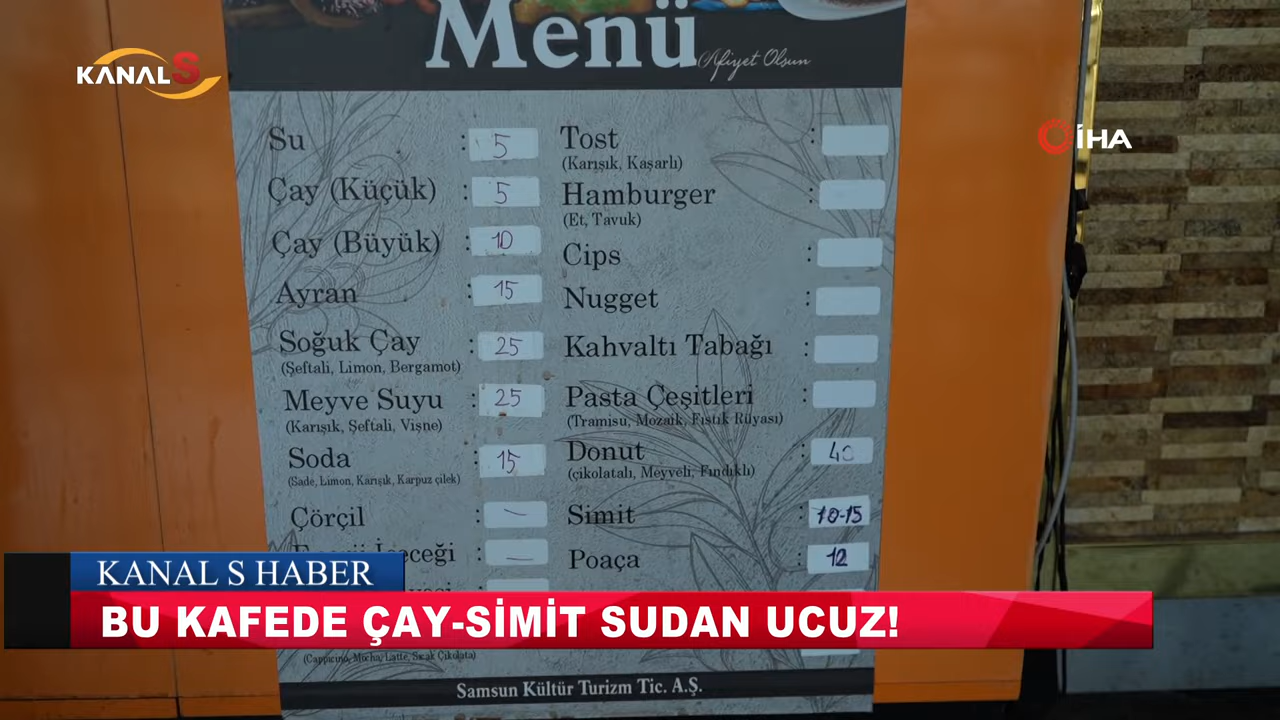 Menü
Afiyet Olsun
KANAL S
İHA
Su : 5
Çay (Küçük) : 5
Çay (Büyük) : 10
Ayran : 15
Soğuk Çay : 25
(Şeftali, Limon, Bergamot)
Meyve Suyu : 25
(Karışık, Şeftali, Vişne)
Soda : 15
(Sade, Limon, Karışık, Karpuz çilek)
Çörçil : —
Tost :
(Karışık, Kaşarlı)
Hamburger :
(Et, Tavuk)
Cips :
Nugget :
Kahvaltı Tabağı :
Pasta Çeşitleri :
(Tramisu, Mozaik, Fıstık Rüyası)
Donut : 40
(çikolatalı, Meyveli, Fındıklı)
Simit : 10-15
Poaça : 12
KANAL S HABER
BU KAFEDE ÇAY-SİMİT SUDAN UCUZ!
(Cappicino, Mocha, Latte, Sıcak Çikulata)
Samsun Kültür Turizm Tic. A.Ş.